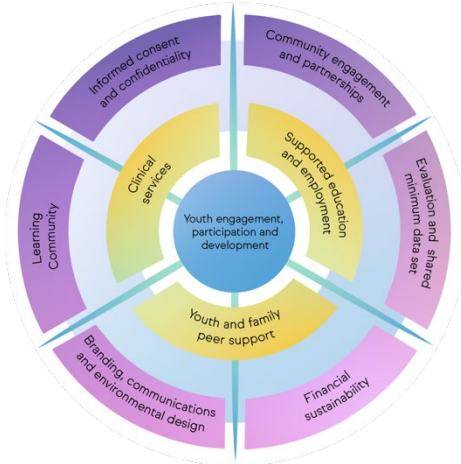 Informed consent
and confidentiality
Community engagement
and partnerships
Clinical
services
Supported education
and employment
Evaluation and shared
minimum data set
Learning
Community
Youth engagement,
participation and
development
Youth and family
peer support
Branding, communications
and environmental design
Financial
sustainability